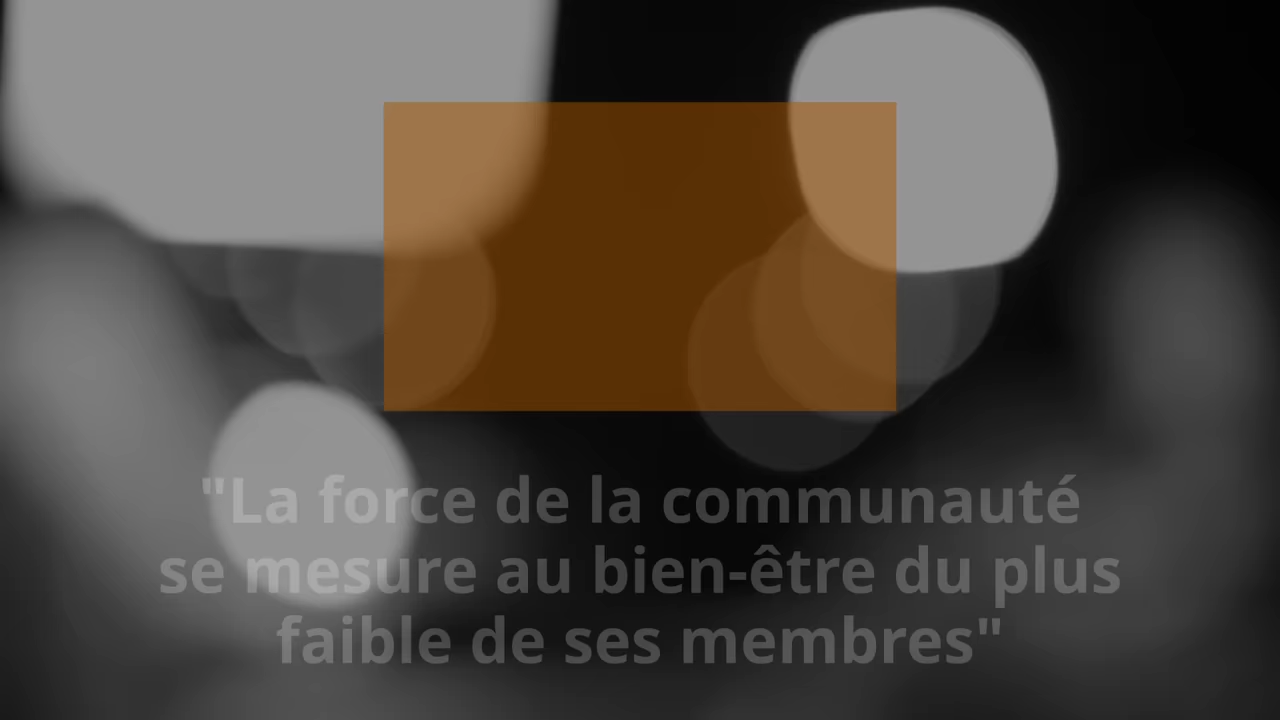 "La force de la communauté
se mesure au bien-être du plus
faible de ses membres"